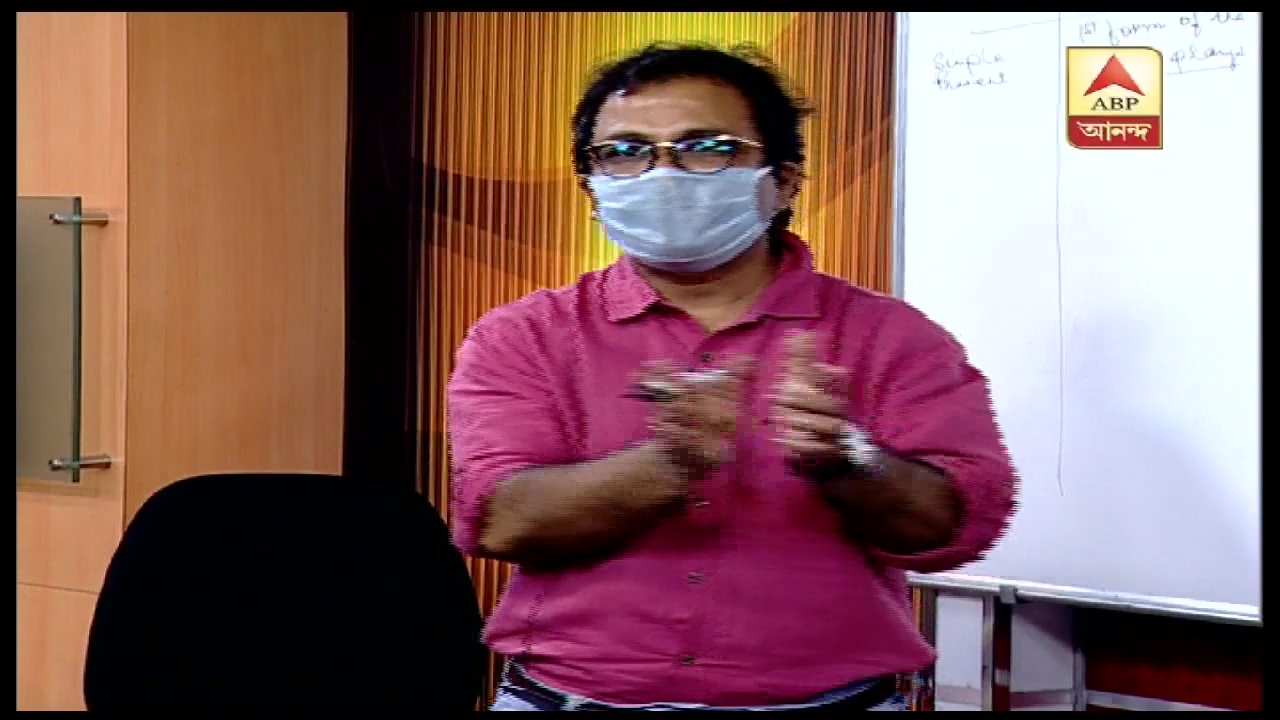 1st form of the
Simple
Present
plays
ABP
আনন্দ